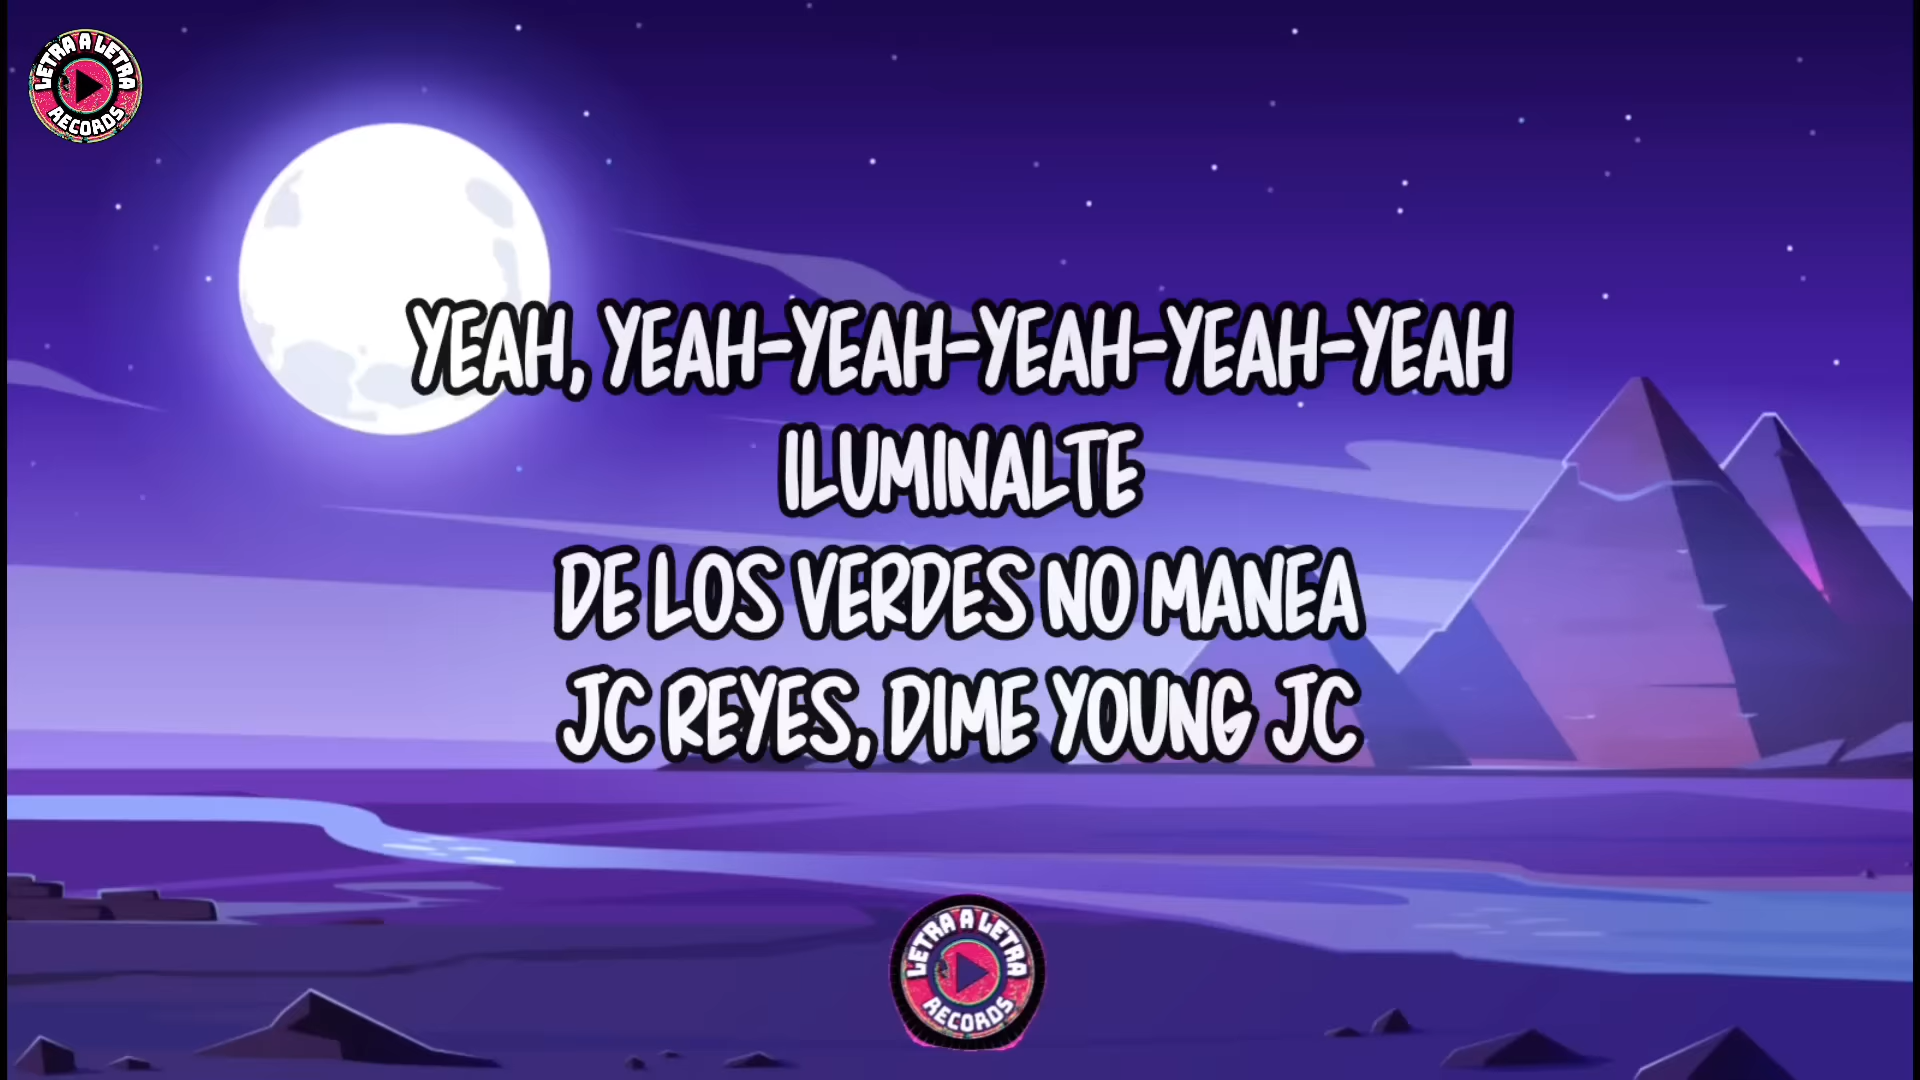 LETRA A LETRA
RECORDS
YEAH, YEAH-YEAH-YEAH-YEAH-YEAH
ILUMINALTE
DE LOS VERDES NO MANEA
JC REYES, DIME YOUNG JC
LETRA A LETRA
RECORDS